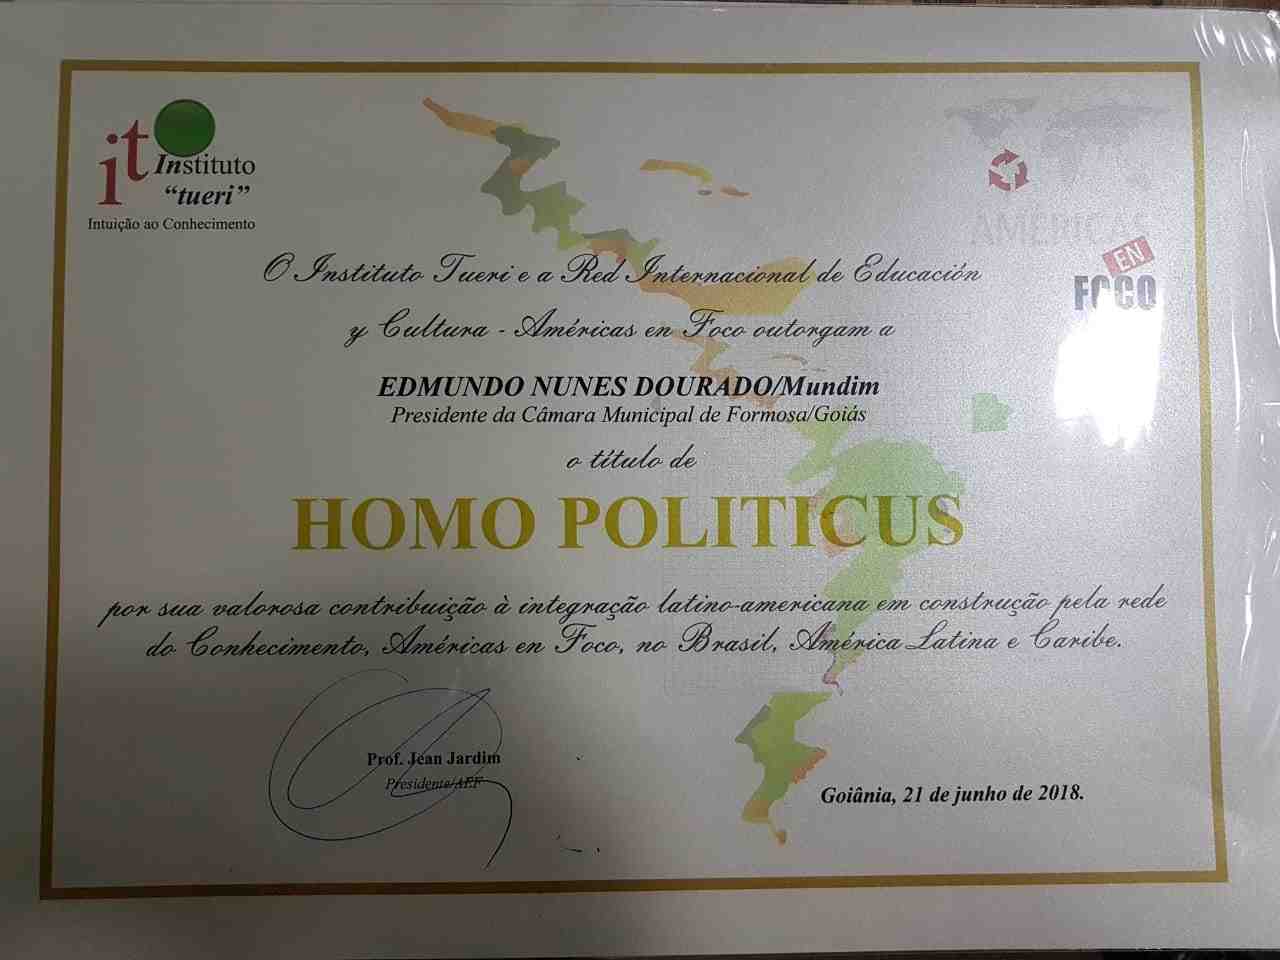 it
Instituto
“tueri”
Intuição ao Conhecimento
AMÉRICAS
EN
FOCO
O Instituto Tueri e a Red Internacional de Educación
y Cultura - Américas en Foco outorgam a
EDMUNDO NUNES DOURADO/Mundim
Presidente da Câmara Municipal de Formosa/Goiás
o título de
HOMO POLITICUS
por sua valorosa contribuição à integração latino-americana em construção pela rede
do Conhecimento, Américas en Foco, no Brasil, América Latina e Caribe.
Prof. Jean Jardim
Presidente/AEF
Goiânia, 21 de junho de 2018.